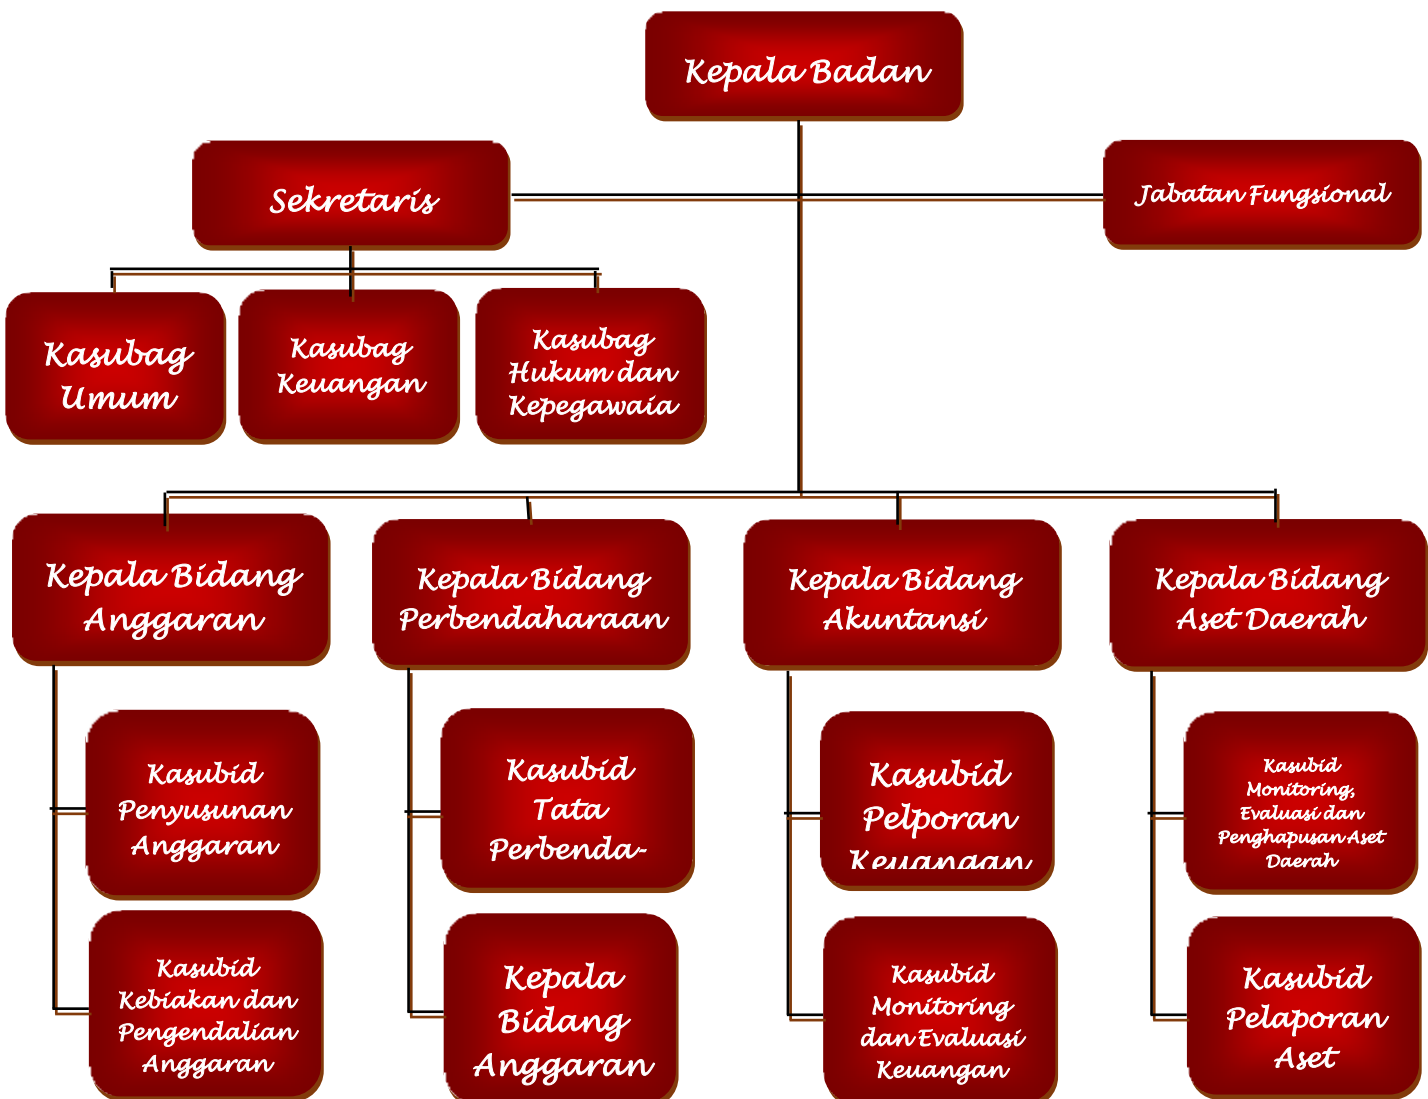 Kepala Badan
Sekretaris
Jabatan Fungsional
Kasubag
Umum
Kasubag
Keuangan
Kasubag
Hukum dan
Kepegawaia
Kepala Bidang
Anggaran
Kepala Bidang
Perbendaharaan
Kepala Bidang
Akuntansi
Kepala Bidang
Aset Daerah
Kasubid
Penyusunan
Anggaran
Kasubid
Tata
Perbenda-
Kasubid
Pelporan
Keuangaan
Kasubid
Monitoring,
Evaluasi dan
Penghapusan Aset
Daerah
Kasubid
Kebiakan dan
Pengendalian
Anggaran
Kepala
Bidang
Anggaran
Kasubid
Monitoring
dan Evaluasi
Keuangan
Kasubid
Pelaporan
Aset